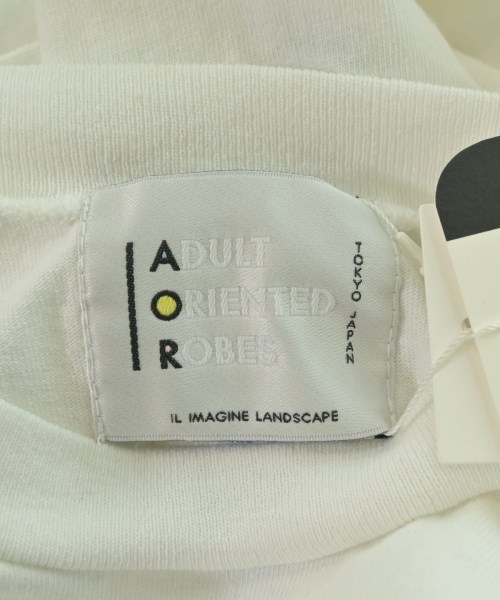 ADULT
ORIENTED
ROBES
TOKYO JAPAN
IL IMAGINE LANDSCAPE